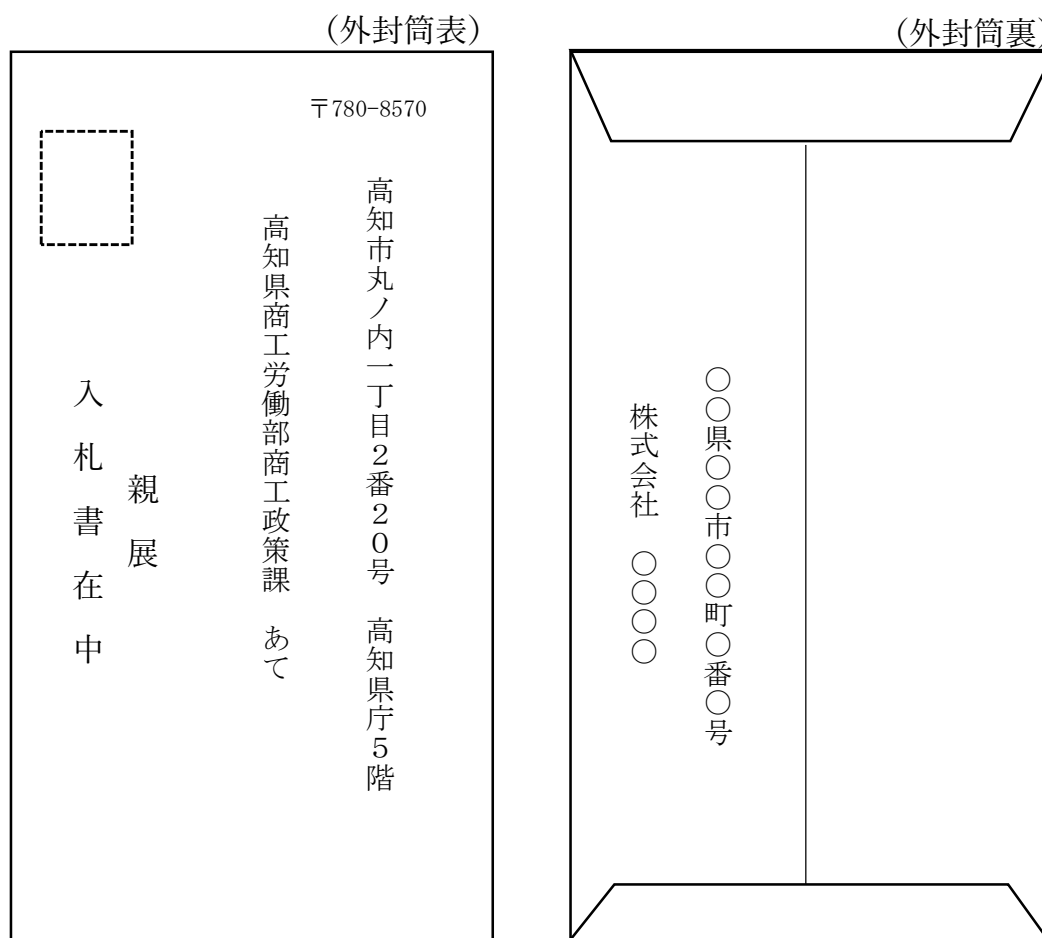 （外封筒表）
〒780-8570
高知市丸ノ内一丁目２番２０号　高知県庁５階
高知県商工労働部商工政策課　あて
親展
入札書在中
（外封筒裏）
○○県○○市○○町○番○号
株式会社　○○○○